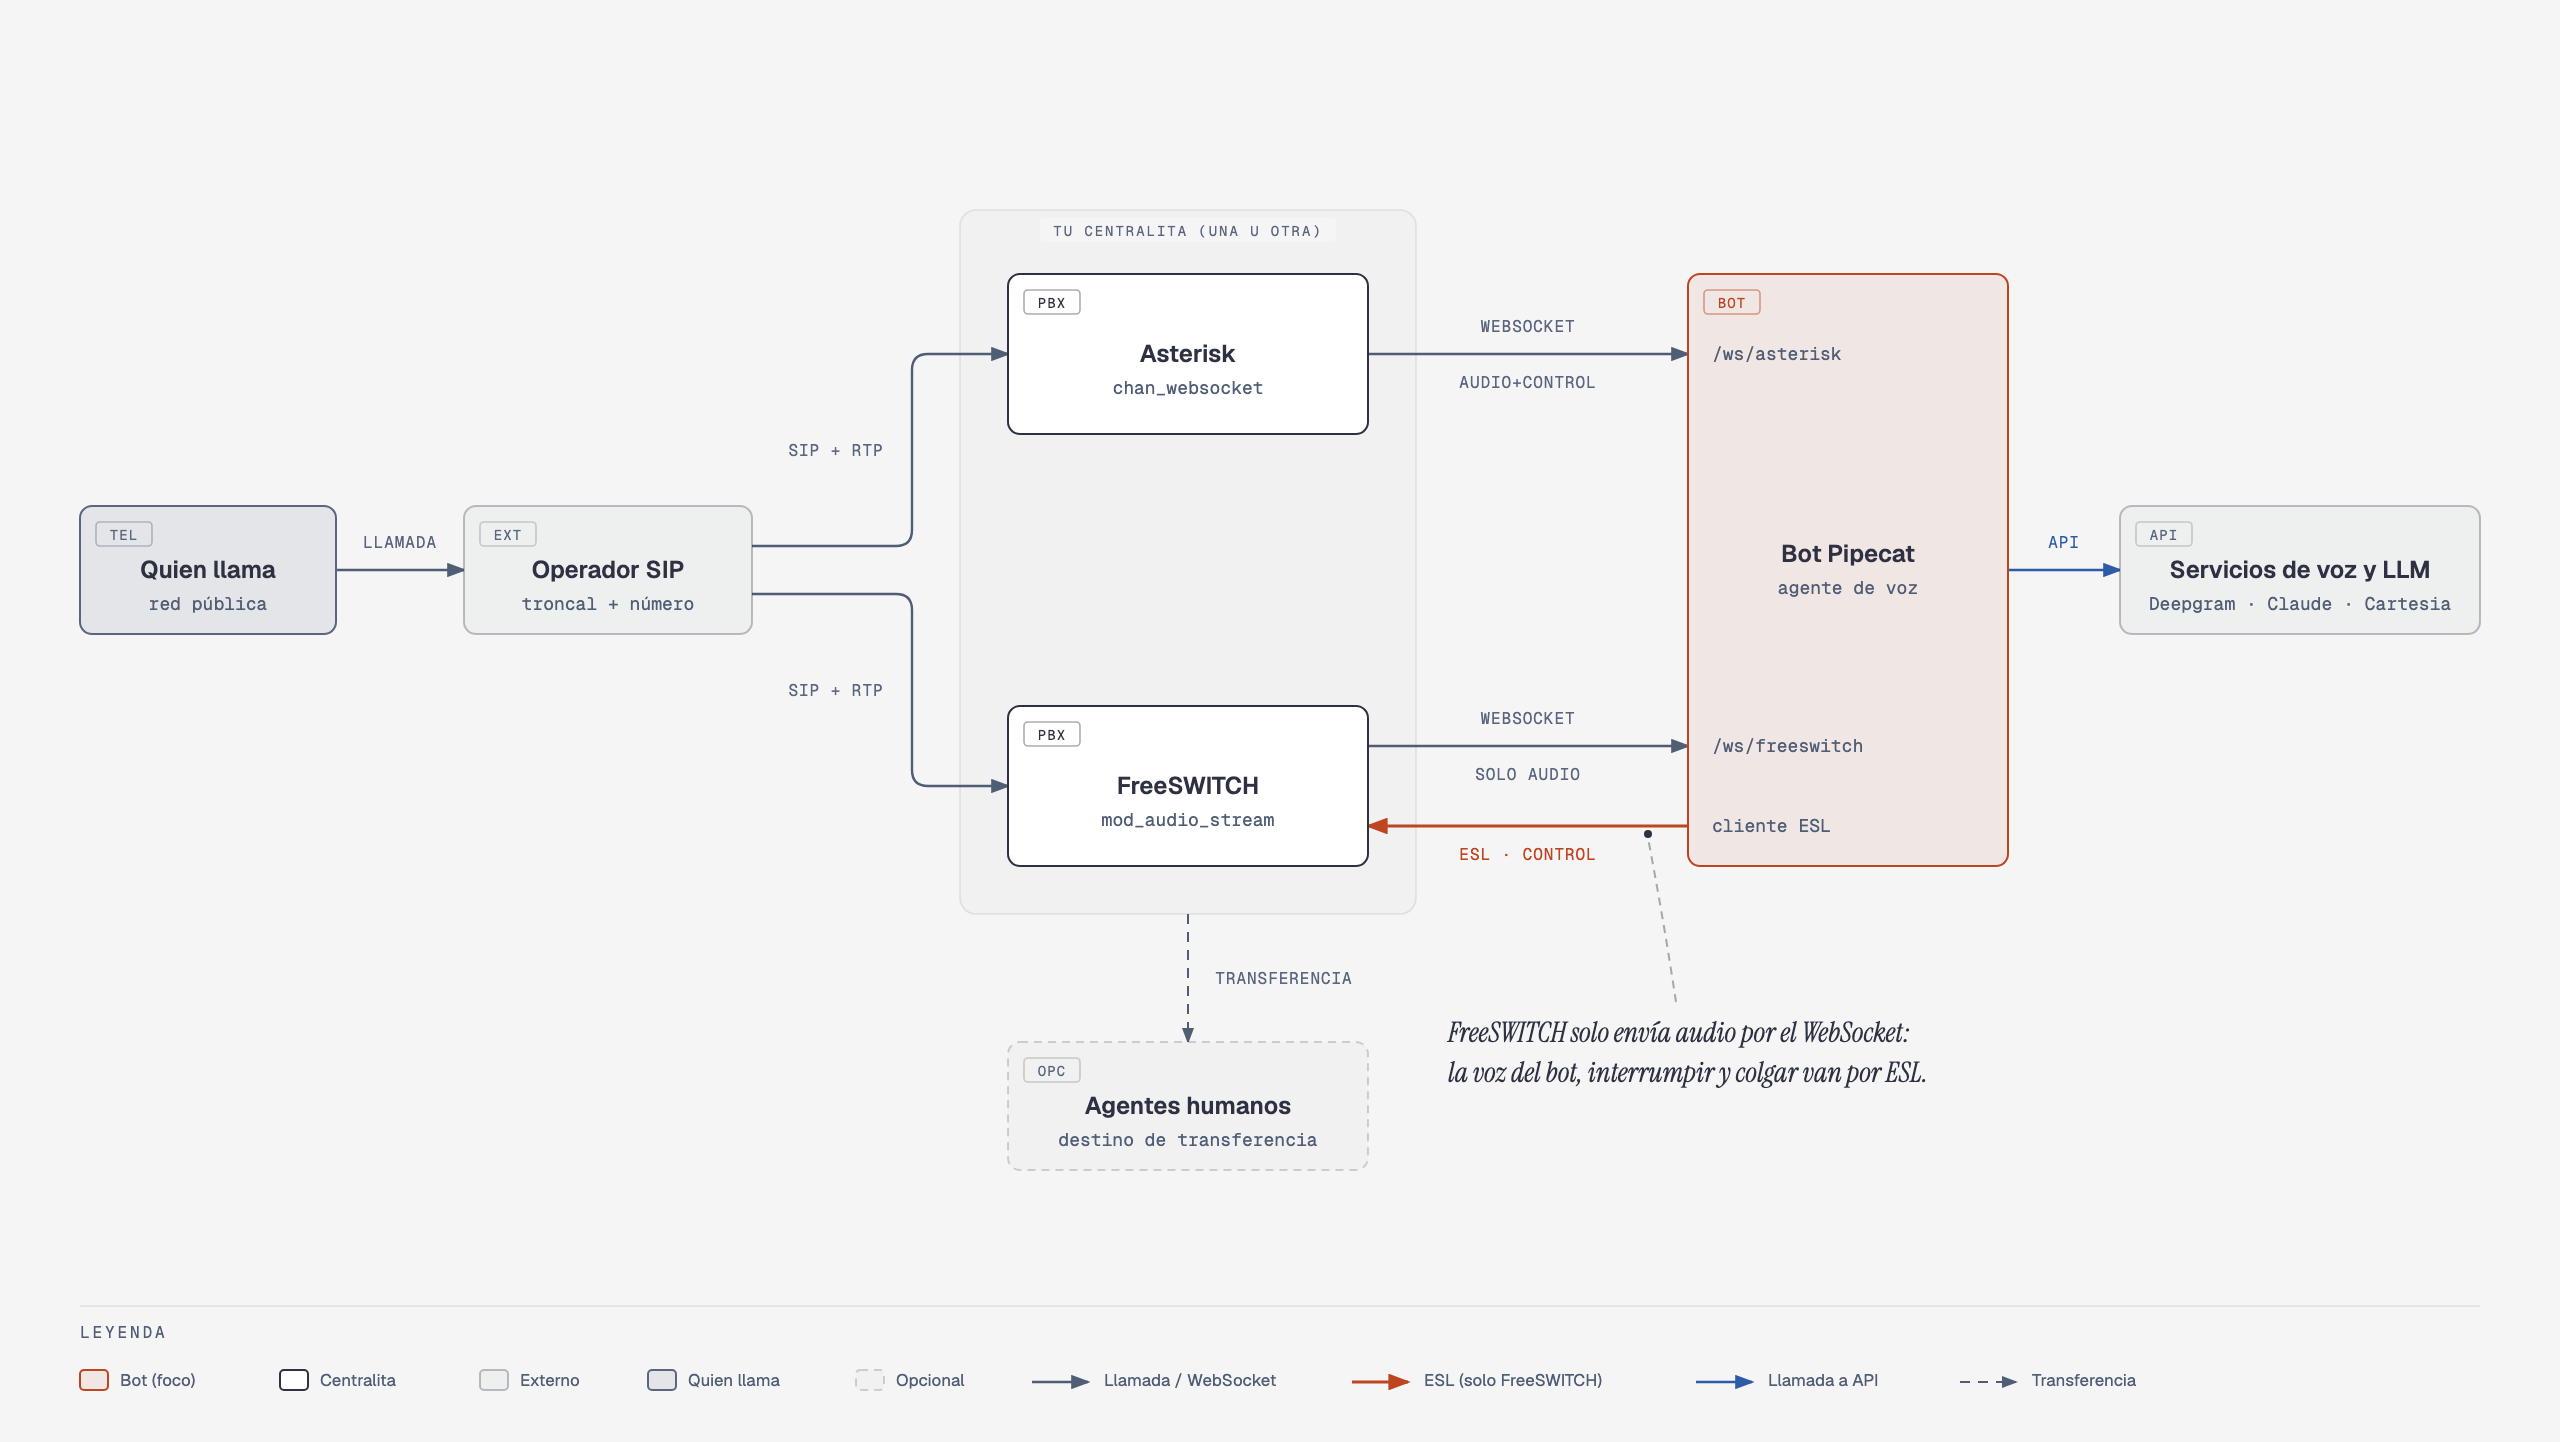 TU CENTRALITA (UNA U OTRA)
PBX
Asterisk
chan_websocket
WEBSOCKET
AUDIO+CONTROL
BOT
/ws/asterisk
SIP + RTP
TEL
Quien llama
red pública
LLAMADA
EXT
Operador SIP
troncal + número
Bot Pipecat
agente de voz
API
API
Servicios de voz y LLM
Deepgram · Claude · Cartesia
SIP + RTP
PBX
FreeSWITCH
mod_audio_stream
WEBSOCKET
SOLO AUDIO
/ws/freeswitch
ESL · CONTROL
cliente ESL
TRANSFERENCIA
FreeSWITCH solo envía audio por el WebSocket:
la voz del bot, interrumpir y colgar van por ESL.
OPC
Agentes humanos
destino de transferencia
LEYENDA
Bot (foco)
Centralita
Externo
Quien llama
Opcional
Llamada / WebSocket
ESL (solo FreeSWITCH)
Llamada a API
Transferencia